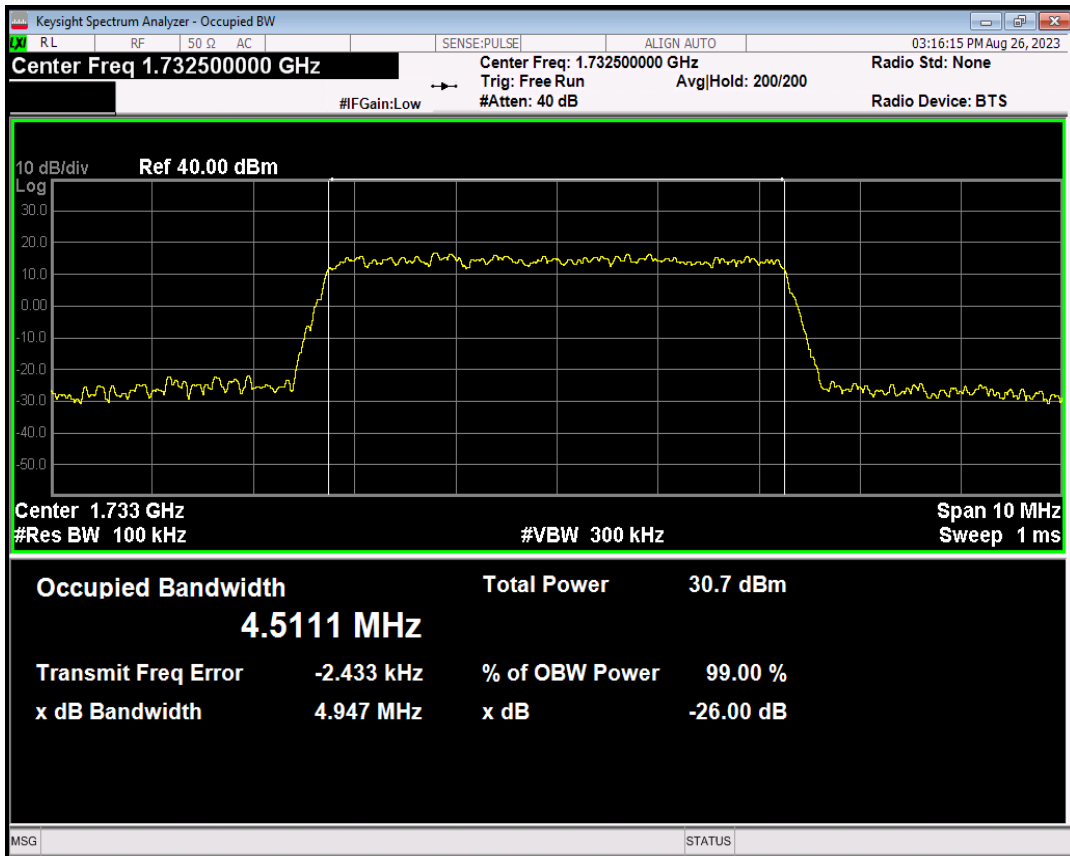 Keysight Spectrum Analyzer - Occupied BW
LXI RL RF 50 Ω AC SENSE:PULSE ALIGN AUTO 03:16:15 PM Aug 26, 2023
Center Freq 1.732500000 GHz
Center Freq: 1.732500000 GHz Radio Std: None
Trig: Free Run Avg|Hold: 200/200
#IFGain:Low #Atten: 40 dB Radio Device: BTS
10 dB/div Ref 40.00 dBm
Log
30.0
20.0
10.0
0.00
-10.0
-20.0
-30.0
-40.0
-50.0
Center 1.733 GHz Span 10 MHz
#Res BW 100 kHz #VBW 300 kHz Sweep 1 ms
Occupied Bandwidth Total Power 30.7 dBm
4.5111 MHz
Transmit Freq Error -2.433 kHz % of OBW Power 99.00 %
x dB Bandwidth 4.947 MHz x dB -26.00 dB
MSG STATUS